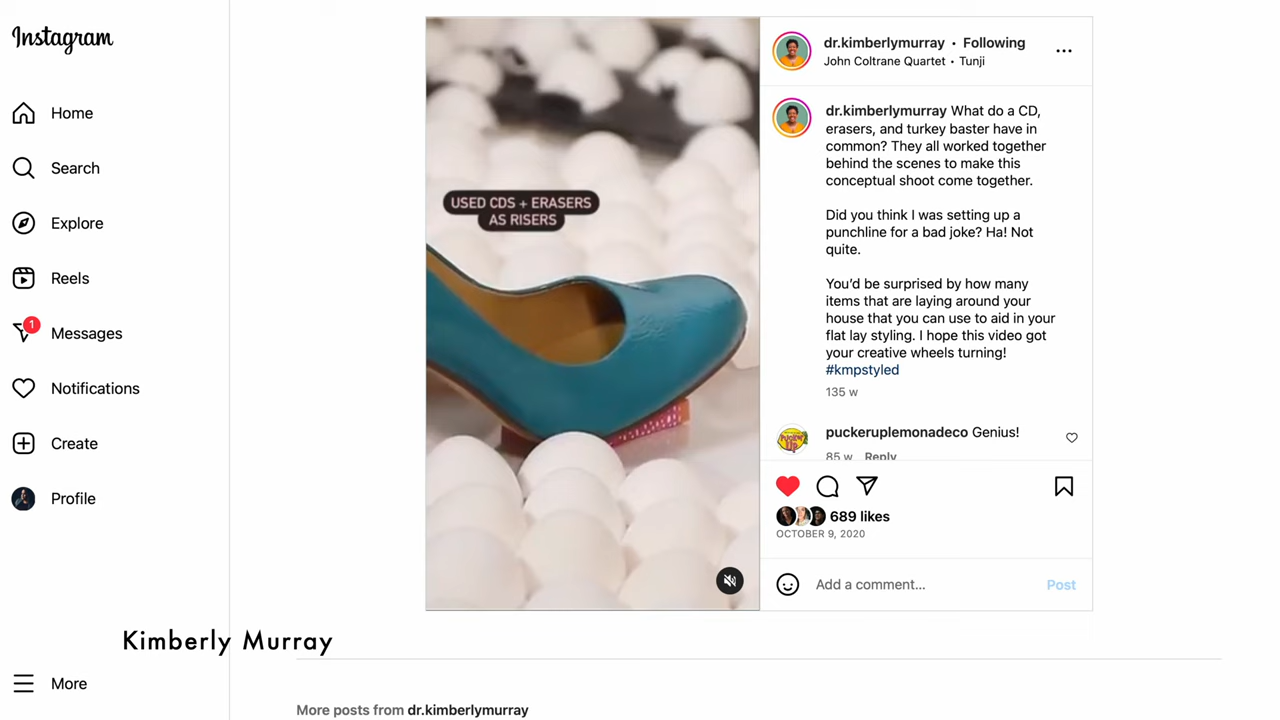 Instagram
Home
Search
Explore
Reels
1
Messages
Notifications
Create
Profile
More
USED CDS + ERASERS
AS RISERS
dr.kimberlymurray • Following
John Coltrane Quartet • Tunji
•••
dr.kimberlymurray What do a CD,
erasers, and turkey baster have in
common? They all worked together
behind the scenes to make this
conceptual shoot come together.
Did you think I was setting up a
punchline for a bad joke? Ha! Not
quite.
You'd be surprised by how many
items that are laying around your
house that you can use to aid in your
flat lay styling. I hope this video got
your creative wheels turning!
#kmpstyled
135 w
puckeruplemonadeco Genius!
85 w Reply
689 likes
OCTOBER 9, 2020
Add a comment...
Post
Kimberly Murray
More posts from dr.kimberlymurray